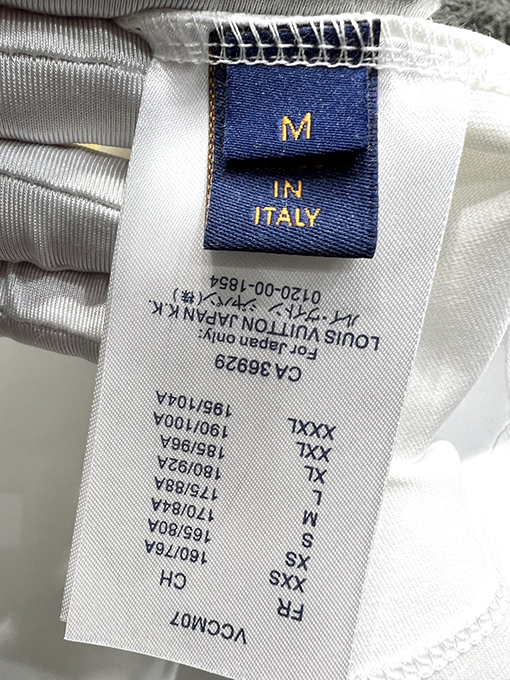 M
IN
ITALY
VCCM07
FR CH
XXS 160/76A
XS 165/80A
S 170/84A
M 175/88A
L 180/92A
XL 185/96A
XXL 190/100A
XXXL 195/104A
CA 36929
For Japan only:
LOUIS VUITTON JAPAN K.K.
ルイ・ヴィトン ジャパン(株)
0120-00-1854